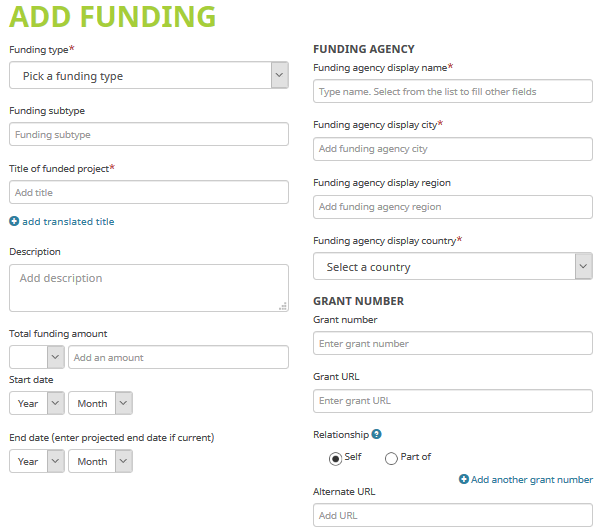 ADD FUNDING
Funding type*
Pick a funding type
Funding subtype
Funding subtype
Title of funded project*
Add title
add translated title
Description
Add description
Total funding amount
Add an amount
Start date
Year Month
End date (enter projected end date if current)
Year Month
FUNDING AGENCY
Funding agency display name*
Type name. Select from the list to fill other fields
Funding agency display city*
Add funding agency city
Funding agency display region
Add funding agency region
Funding agency display country*
Select a country
GRANT NUMBER
Grant number
Enter grant number
Grant URL
Enter grant URL
Relationship ?
Self Part of
Add another grant number
Alternate URL
Add URL